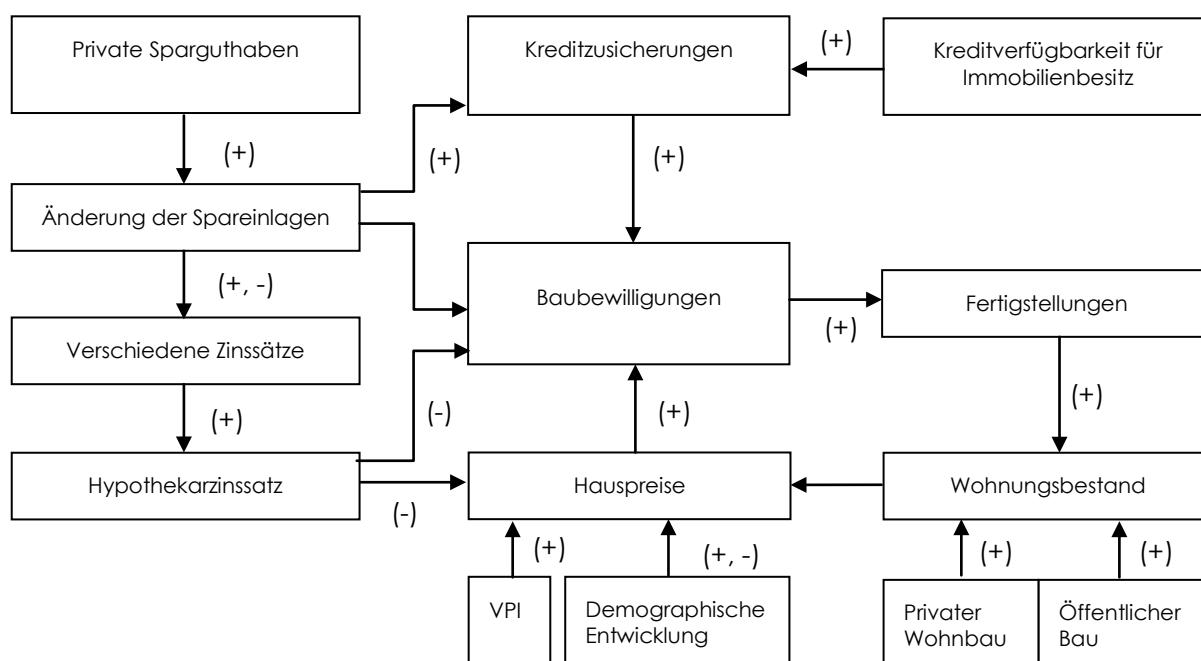 Private Sparguthaben
Kreditzusicherungen
(+)
Kreditverfügbarkeit für
Immobilienbesitz
(+)
(+)
(+)
Änderung der Spareinlagen
(+, -)
Baubewilligungen
(+)
Fertigstellungen
Verschiedene Zinssätze
(+)
(-)
(+)
(+)
Hypothekarzinssatz
(-)
Hauspreise
Wohnungsbestand
(+)
(+, -)
(+)
(+)
VPI
Demographische
Entwicklung
Privater
Wohnbau
Öffentlicher
Bau